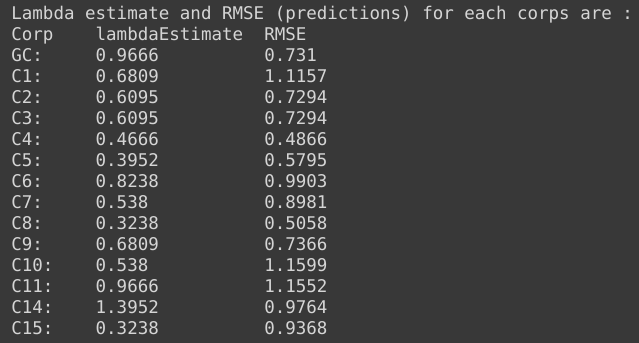 Lambda estimate and RMSE (predictions) for each corps are :
Corp lambdaEstimate RMSE
GC: 0.9666 0.731
C1: 0.6809 1.1157
C2: 0.6095 0.7294
C3: 0.6095 0.7294
C4: 0.4666 0.4866
C5: 0.3952 0.5795
C6: 0.8238 0.9903
C7: 0.538 0.8981
C8: 0.3238 0.5058
C9: 0.6809 0.7366
C10: 0.538 1.1599
C11: 0.9666 1.1552
C14: 1.3952 0.9764
C15: 0.3238 0.9368